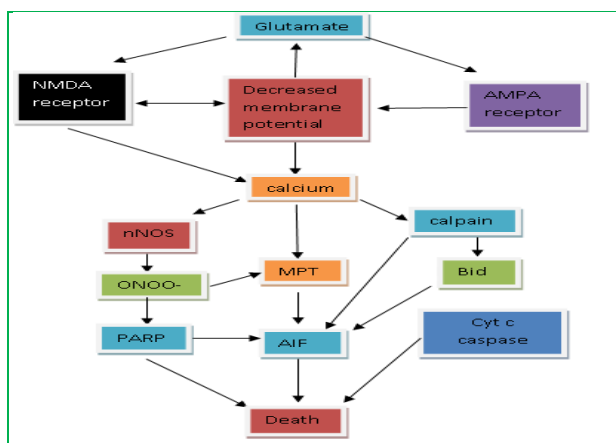 Glutamate
NMDA
receptor
Decreased
membrane
potential
AMPA
receptor
calcium
nNOS
calpain
ONOO-
MPT
Bid
PARP
AIF
Cyt c
caspase
Death